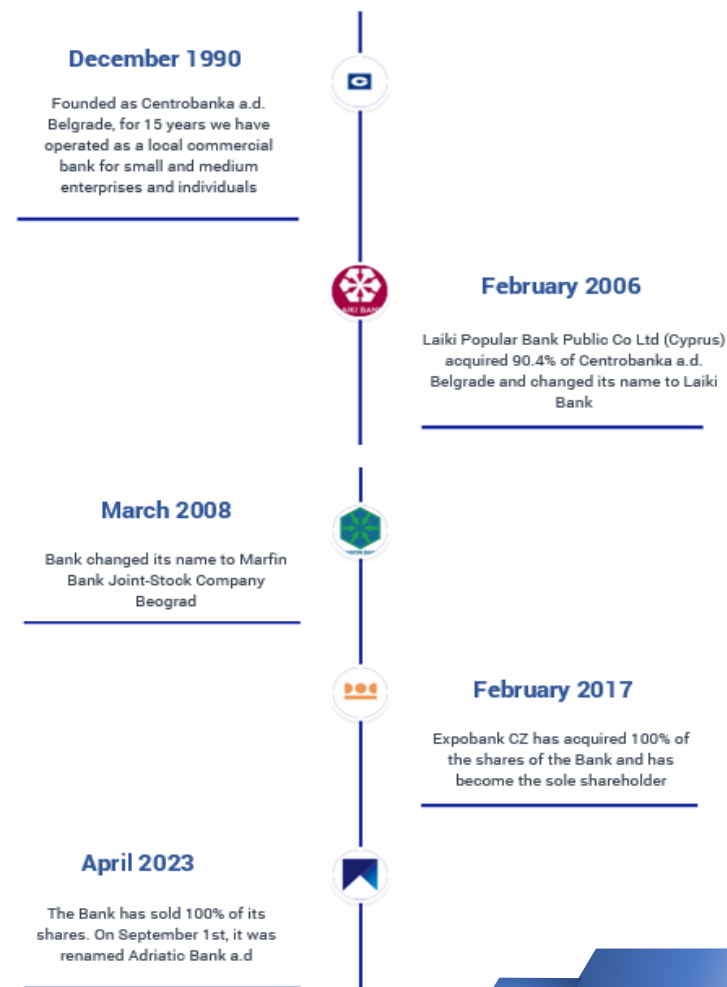 December 1990
Founded as Centrobanka a.d.
Belgrade, for 15 years we have
operated as a local commercial
bank for small and medium
enterprises and individuals
February 2006
Laiki Popular Bank Public Co Ltd (Cyprus)
acquired 90.4% of Centrobanka a.d.
Belgrade and changed its name to Laiki
Bank
March 2008
Bank changed its name to Marfin
Bank Joint-Stock Company
Beograd
February 2017
Expobank CZ has acquired 100% of
the shares of the Bank and has
become the sole shareholder
April 2023
The Bank has sold 100% of its
shares. On September 1st, it was
renamed Adriatic Bank a.d